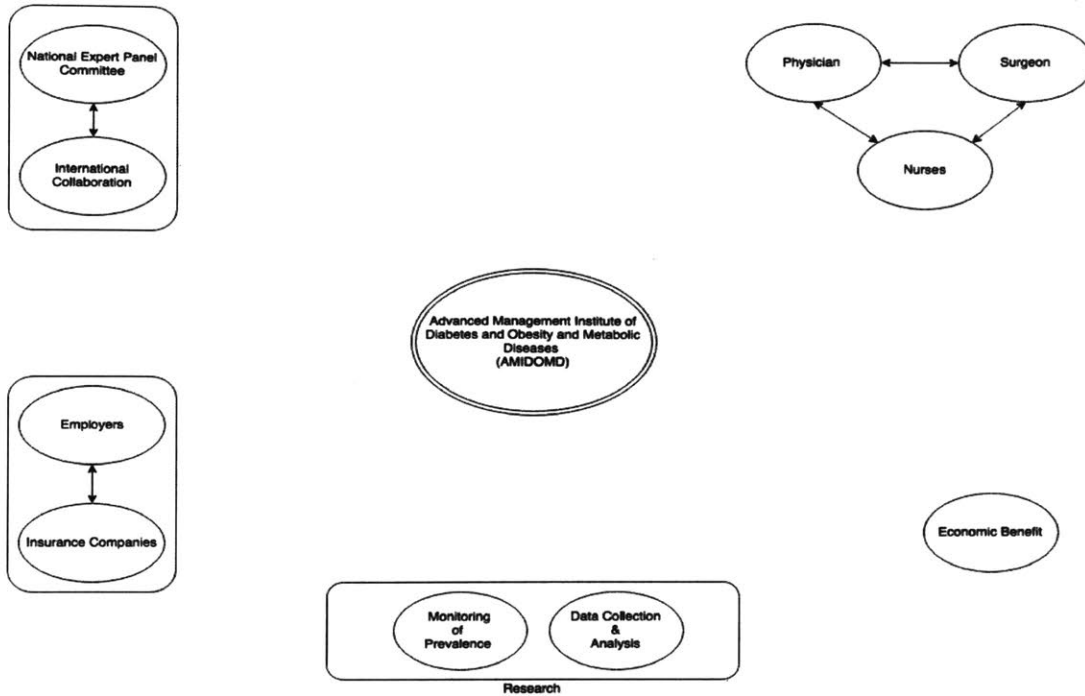 National Expert Panel
Committee
International
Collaboration
Physician
Surgeon
Nurses
Advanced Management Institute of
Diabetes and Obesity and Metabolic
Diseases
(AMIDOMD)
Employers
Insurance Companies
Economic Benefit
Monitoring
of
Prevalence
Data Collection
&
Analysis
Research